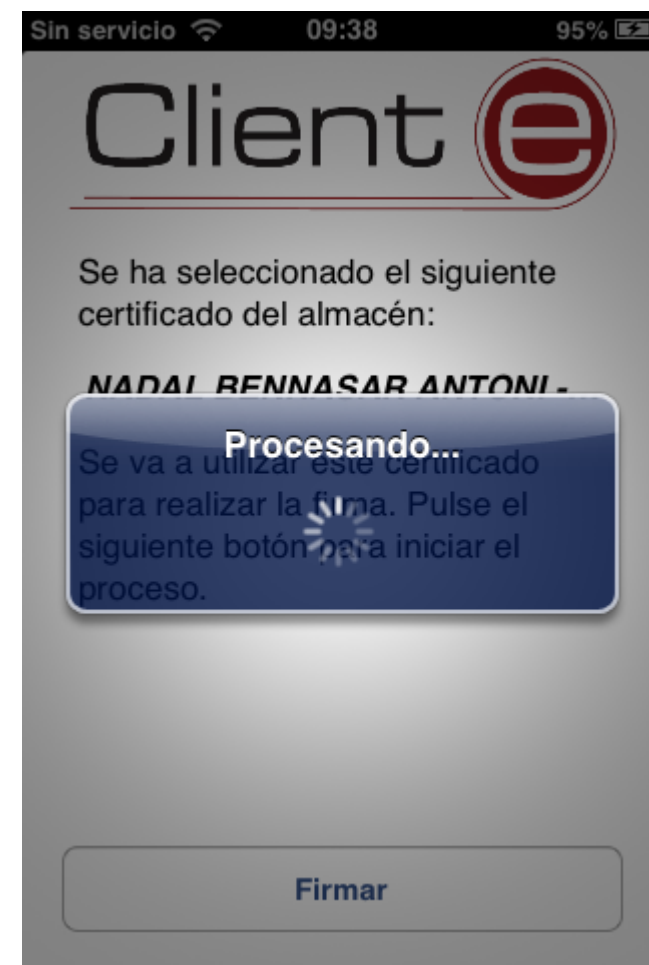 Sin servicio 09:38 95%
Client e
Se ha seleccionado el siguiente
certificado del almacén:
NADAL BENNASAR ANTONI -
Procesando...
Se va a utilizar este certificado
para realizar la firma. Pulse el
siguiente botón para iniciar el
proceso.
Firmar